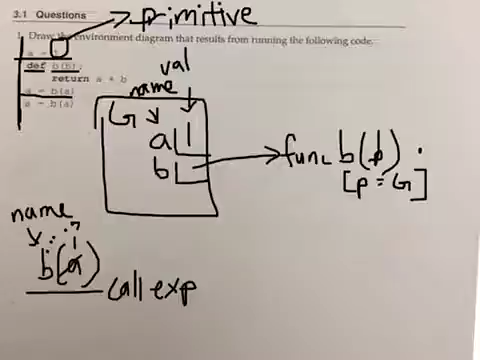 3.1 Questions
primitive
1. Draw the environment diagram that results from running the following code.
a = 1
def b(b):
return a + b
a = b(a)
a = b(a)
val
name
G
a 1
b
func b(b)
[p = G]
name
1
b(a)
call exp